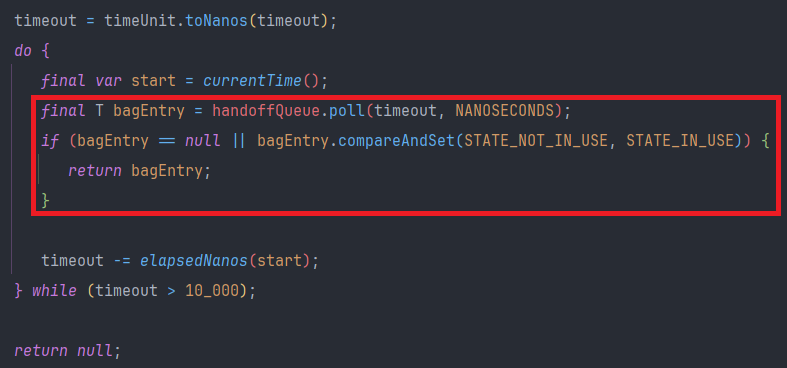 timeout = timeUnit.toNanos(timeout);
do {
final var start = currentTime();
final T bagEntry = handoffQueue.poll(timeout, NANOSECONDS);
if (bagEntry == null || bagEntry.compareAndSet(STATE_NOT_IN_USE, STATE_IN_USE)) {
return bagEntry;
}
timeout -= elapsedNanos(start);
} while (timeout > 10_000);
return null;